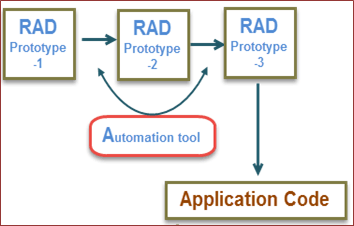 RAD
Prototype
-1
RAD
Prototype
-2
RAD
Prototype
-3
Automation tool
Application Code